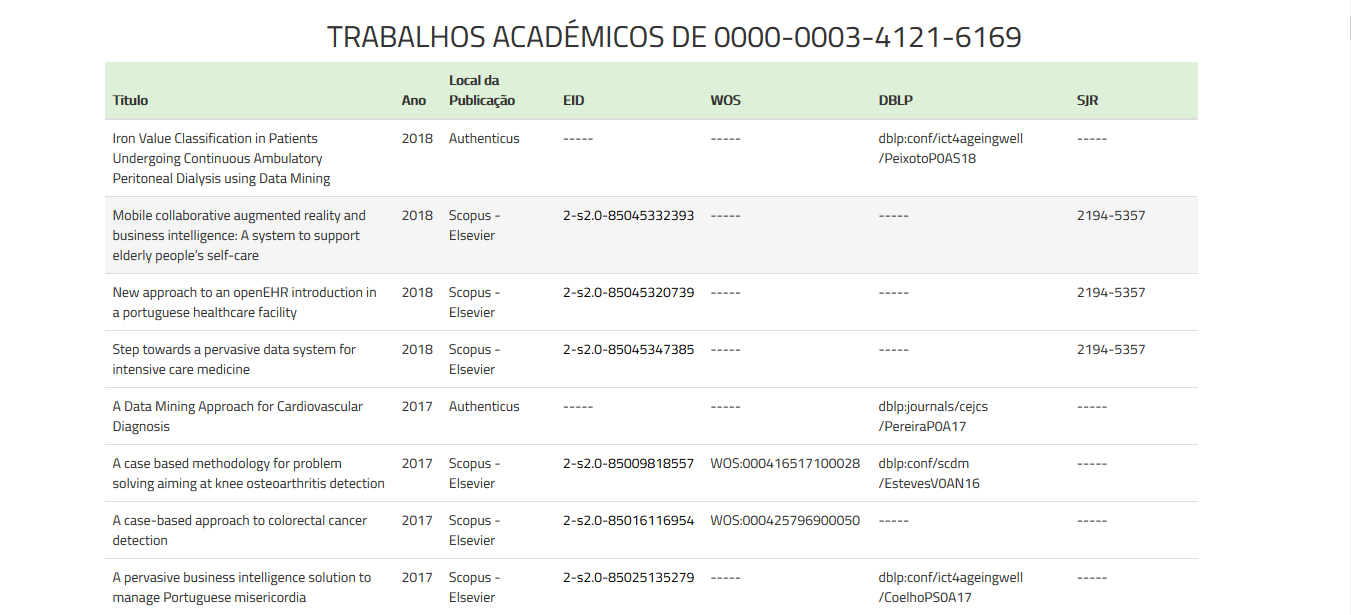 TRABALHOS ACADÉMICOS DE 0000-0003-4121-6169
Titulo Ano Local da Publicação EID WOS DBLP SJR
Iron Value Classification in Patients 2018 Authenticus ----- ----- dblp:conf/ict4ageingwell -----
Undergoing Continuous Ambulatory /PeixotoP0AS18
Peritoneal Dialysis using Data Mining
Mobile collaborative augmented reality and 2018 Scopus - 2-s2.0-85045332393 ----- ----- 2194-5357
business intelligence: A system to support Elsevier
elderly people's self-care
New approach to an openEHR introduction in 2018 Scopus - 2-s2.0-85045320739 ----- ----- 2194-5357
a portuguese healthcare facility Elsevier
Step towards a pervasive data system for 2018 Scopus - 2-s2.0-85045347385 ----- ----- 2194-5357
intensive care medicine Elsevier
A Data Mining Approach for Cardiovascular 2017 Authenticus ----- ----- dblp:journals/cejcs -----
Diagnosis /PereiraP0A17
A case based methodology for problem 2017 Scopus - 2-s2.0-85009818557 WOS:000416517100028 dblp:conf/scdm -----
solving aiming at knee osteoarthritis detection Elsevier /EstevesV0AN16
A case-based approach to colorectal cancer 2017 Scopus - 2-s2.0-85016116954 WOS:000425796900050 ----- -----
detection Elsevier
A pervasive business intelligence solution to 2017 Scopus - 2-s2.0-85025135279 ----- dblp:conf/ict4ageingwell -----
manage Portuguese misericordia Elsevier /CoelhoPS0A17